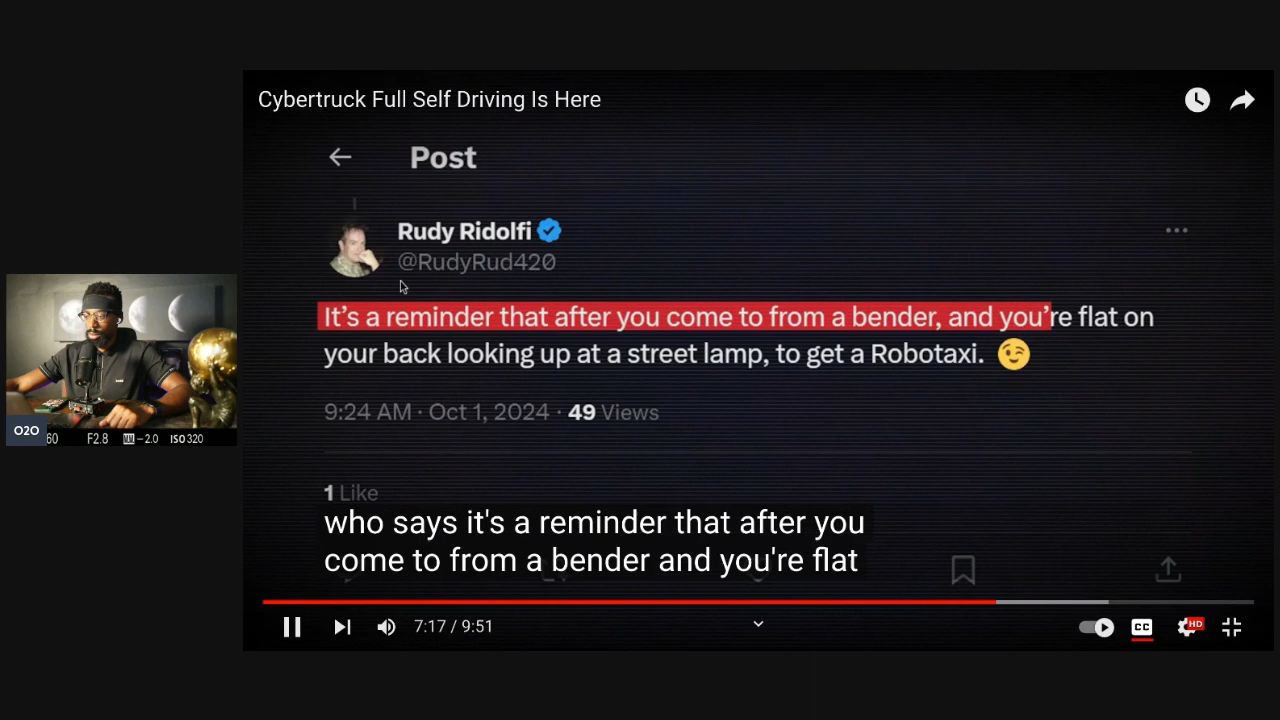 Cybertruck Full Self Driving Is Here
Post
Rudy Ridolfi
@RudyRud420
It’s a reminder that after you come to from a bender, and you’re flat on
your back looking up at a street lamp, to get a Robotaxi. 😉
9:24 AM · Oct 1, 2024 · 49 Views
1 Like
who says it's a reminder that after you
come to from a bender and you're flat
7:17 / 9:51
CC
HD
O2O
60 F2.8 -2.0 ISO 320